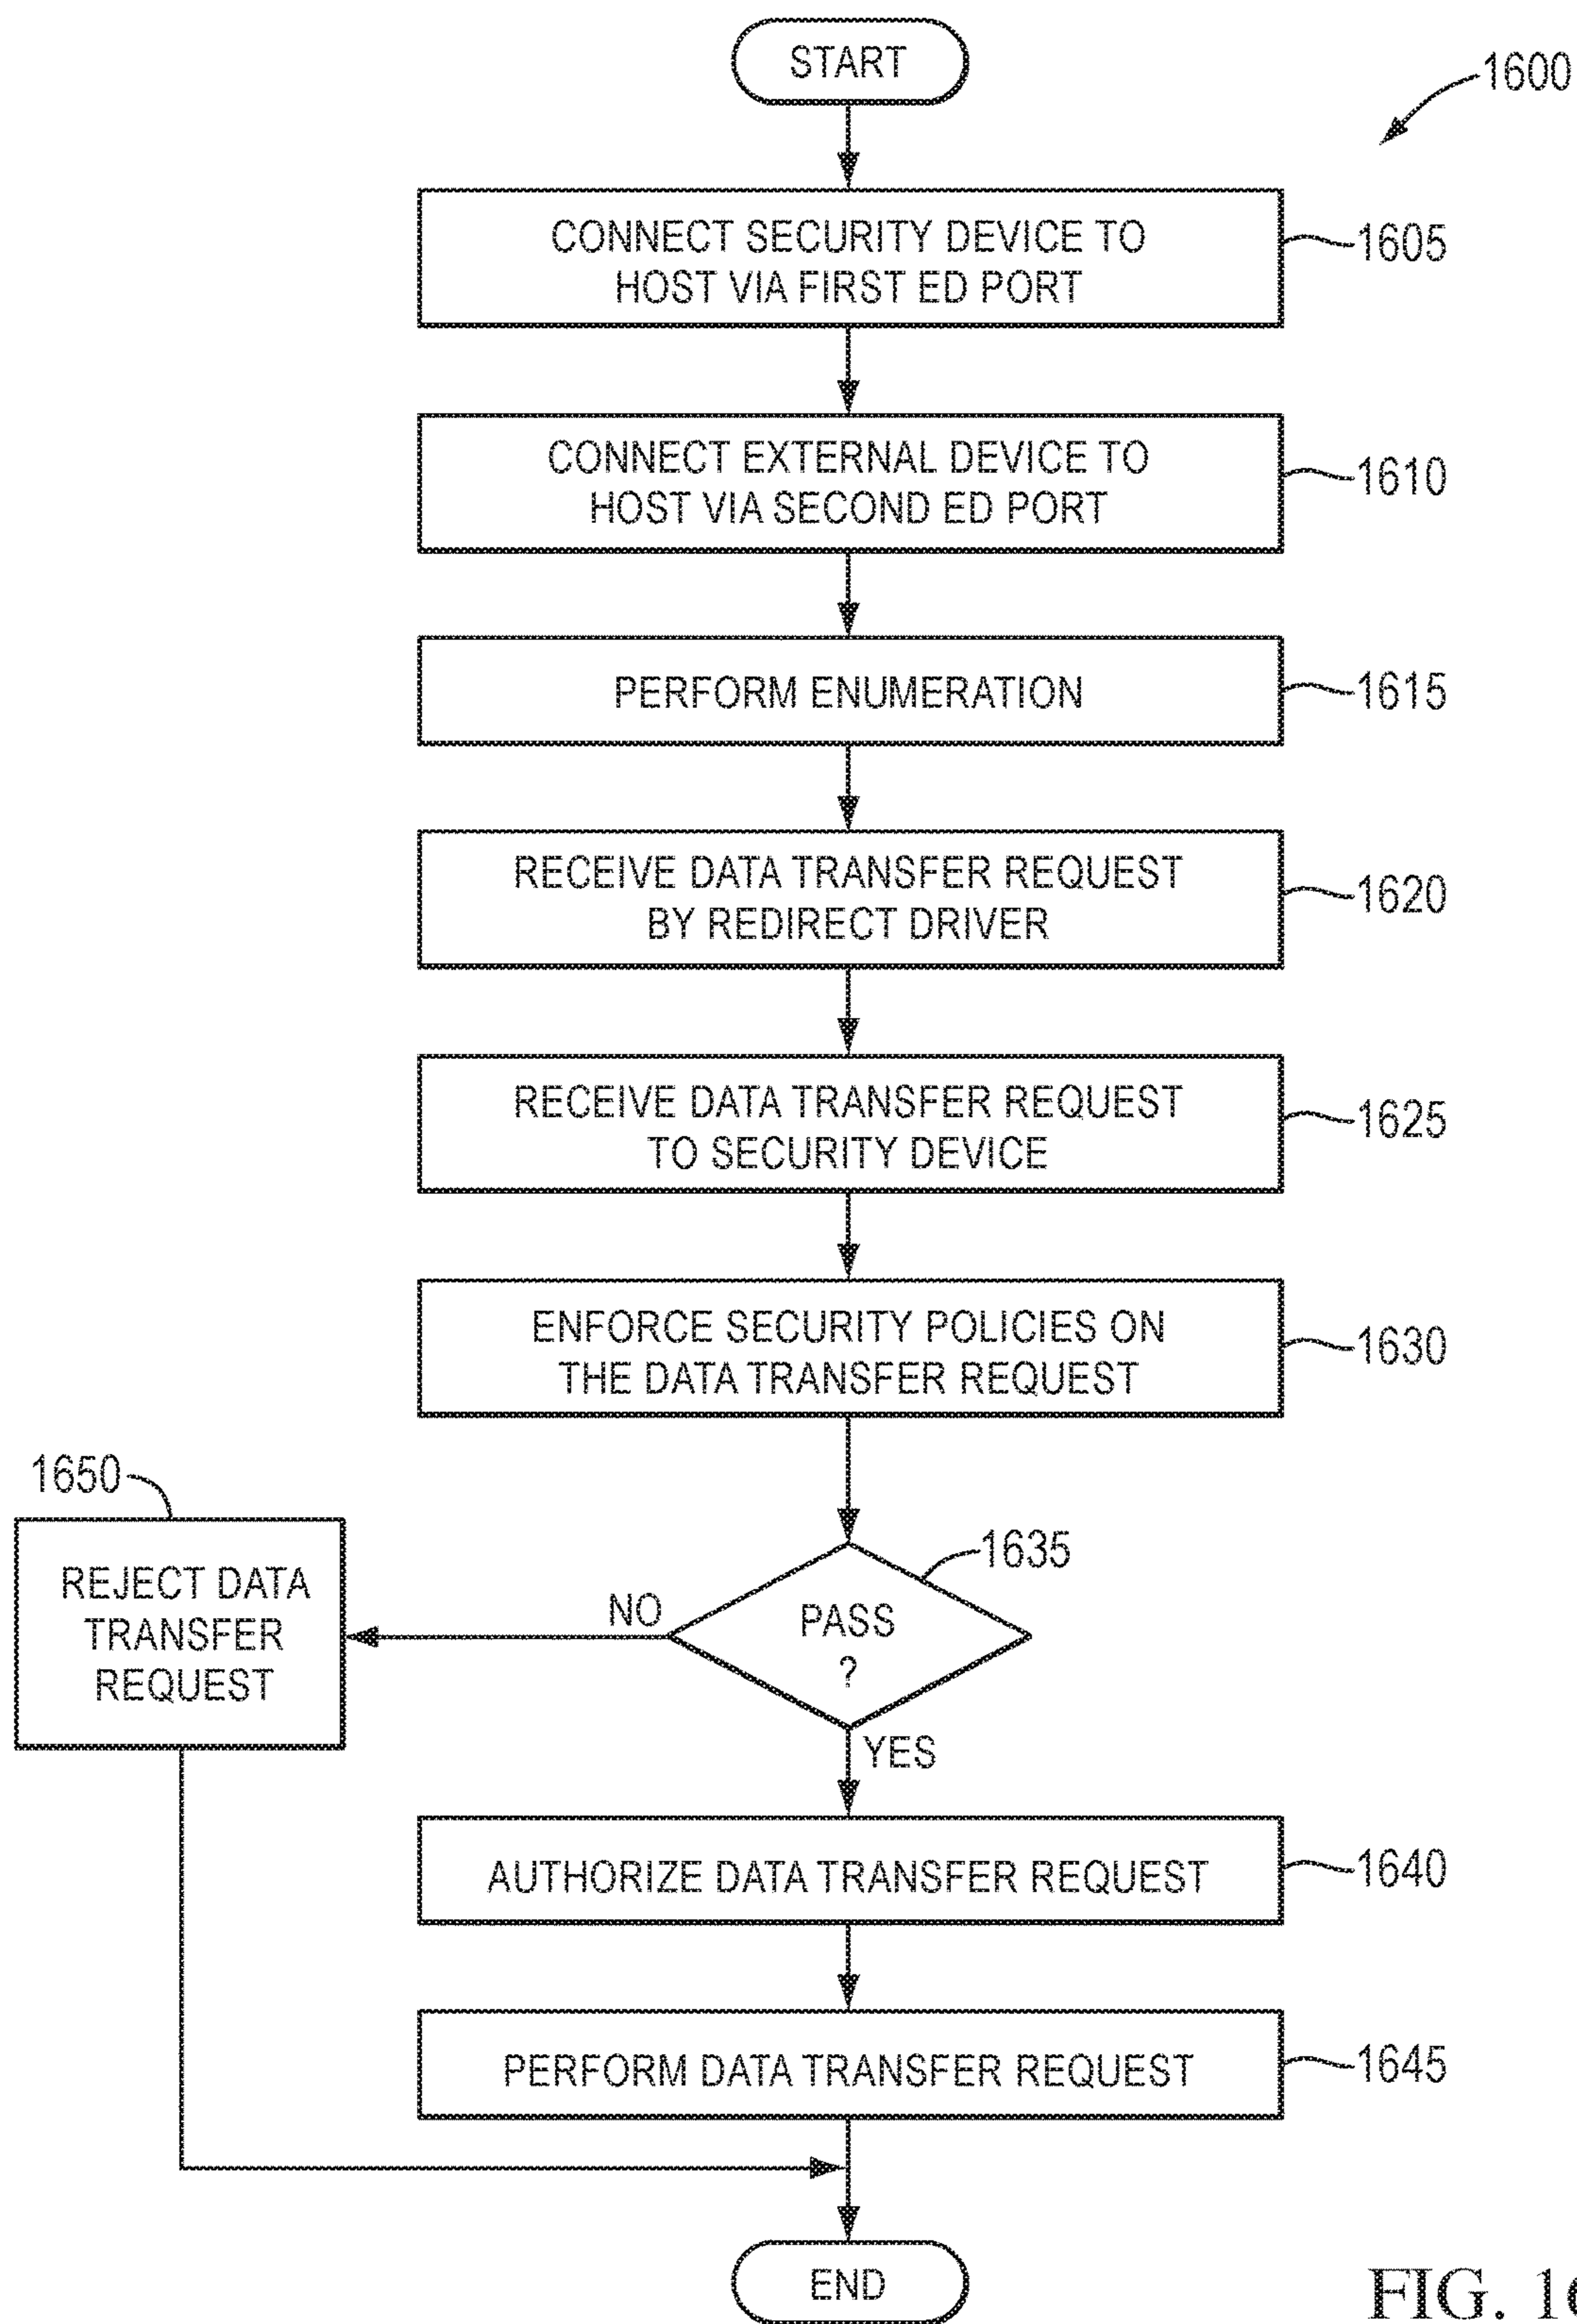 START
1600
CONNECT SECURITY DEVICE TO
HOST VIA FIRST ED PORT
1605
CONNECT EXTERNAL DEVICE TO
HOST VIA SECOND ED PORT
1610
PERFORM ENUMERATION
1615
RECEIVE DATA TRANSFER REQUEST
BY REDIRECT DRIVER
1620
RECEIVE DATA TRANSFER REQUEST
TO SECURITY DEVICE
1625
ENFORCE SECURITY POLICIES ON
THE DATA TRANSFER REQUEST
1630
1650
REJECT DATA
TRANSFER
REQUEST
NO
1635
PASS
?
YES
AUTHORIZE DATA TRANSFER REQUEST
1640
PERFORM DATA TRANSFER REQUEST
1645
END
FIG. 16